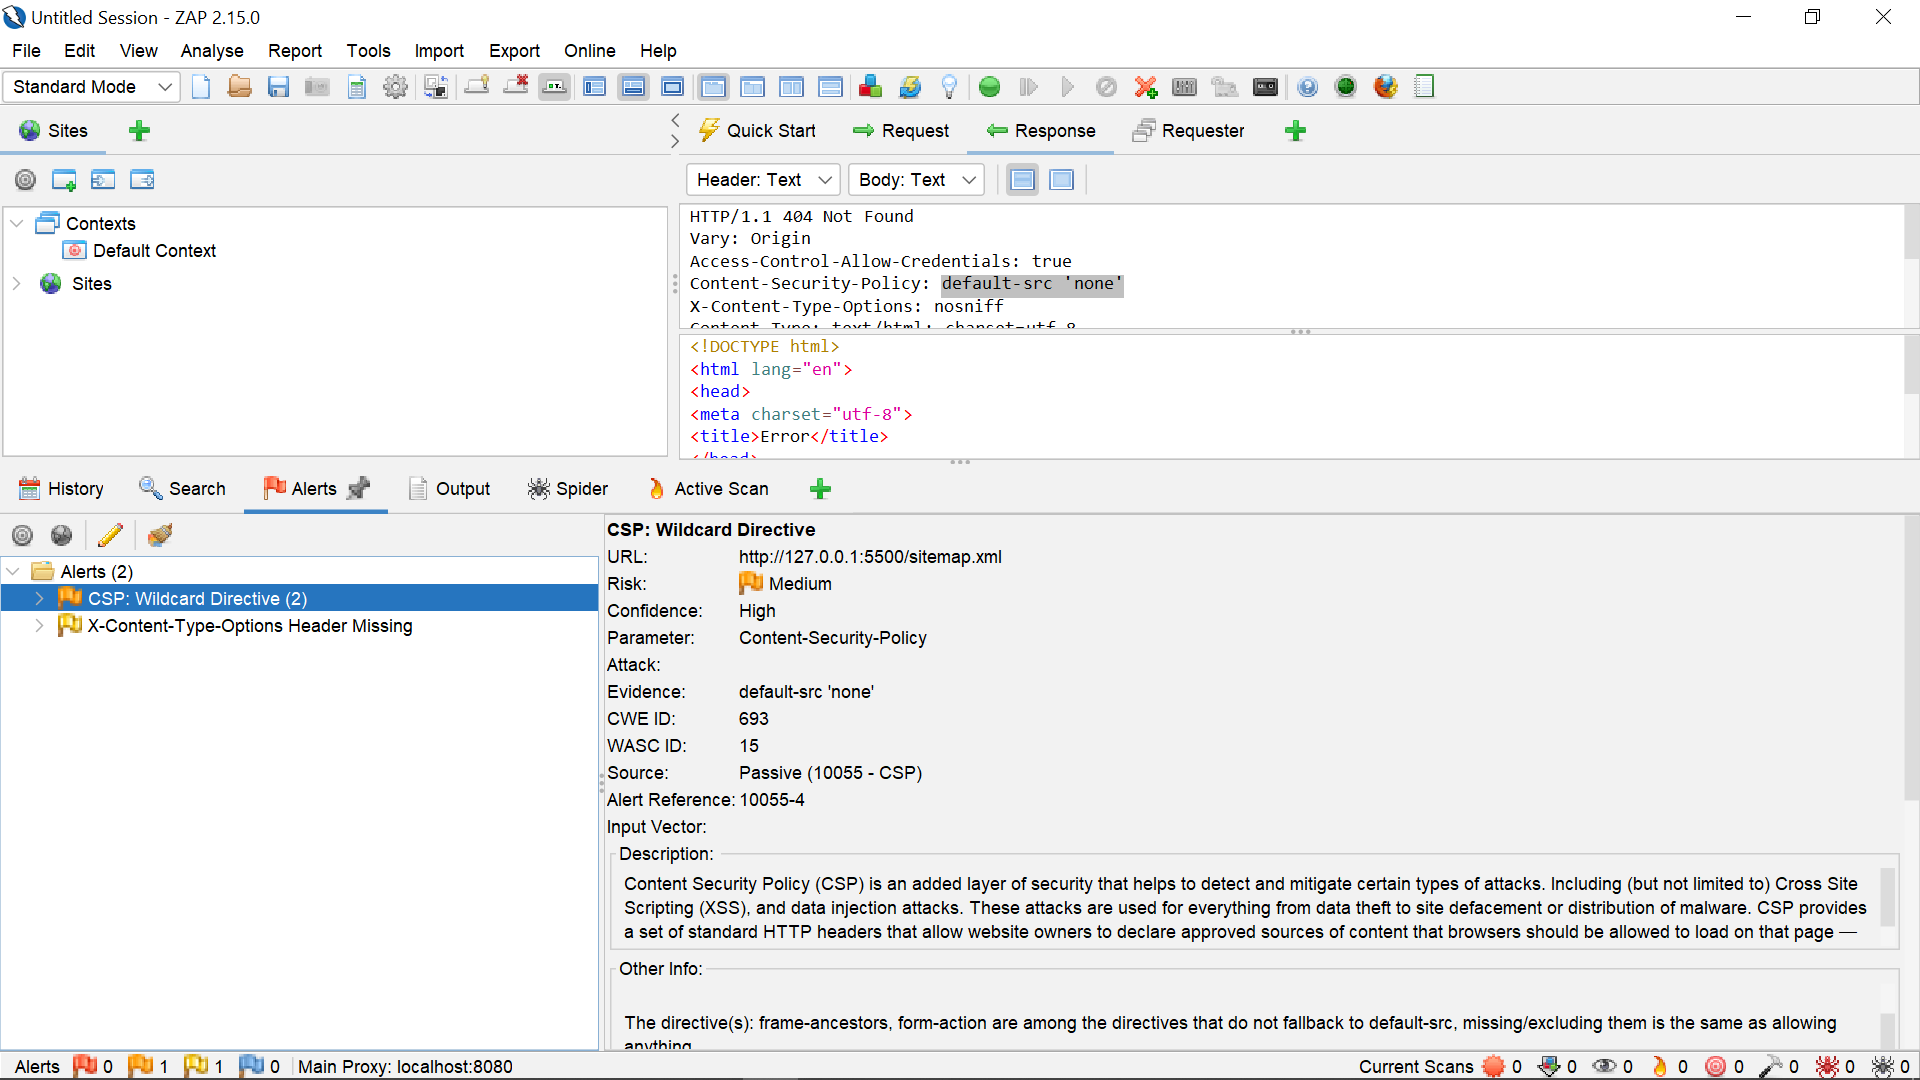 Untitled Session - ZAP 2.15.0
File Edit View Analyse Report Tools Import Export Online Help
Standard Mode
Sites
Quick Start Request Response Requester
Header: Text Body: Text
Contexts
Default Context
Sites
HTTP/1.1 404 Not Found
Vary: Origin
Access-Control-Allow-Credentials: true
Content-Security-Policy: default-src 'none'
X-Content-Type-Options: nosniff
Content-Type: text/html; charset=utf-8
<!DOCTYPE html>
<html lang="en">
<head>
<meta charset="utf-8">
<title>Error</title>
</head>
History Search Alerts Output Spider Active Scan
Alerts (2)
CSP: Wildcard Directive (2)
X-Content-Type-Options Header Missing
CSP: Wildcard Directive
URL: http://127.0.0.1:5500/sitemap.xml
Risk: Medium
Confidence: High
Parameter: Content-Security-Policy
Attack:
Evidence: default-src 'none'
CWE ID: 693
WASC ID: 15
Source: Passive (10055 - CSP)
Alert Reference: 10055-4
Input Vector:
Description:
Content Security Policy (CSP) is an added layer of security that helps to detect and mitigate certain types of attacks. Including (but not limited to) Cross Site
Scripting (XSS), and data injection attacks. These attacks are used for everything from data theft to site defacement or distribution of malware. CSP provides
a set of standard HTTP headers that allow website owners to declare approved sources of content that browsers should be allowed to load on that page —
Other Info:
The directive(s): frame-ancestors, form-action are among the directives that do not fallback to default-src, missing/excluding them is the same as allowing
anything.
Alerts 0 1 1 0 Main Proxy: localhost:8080 Current Scans 0 0 0 0 0 0 0 0